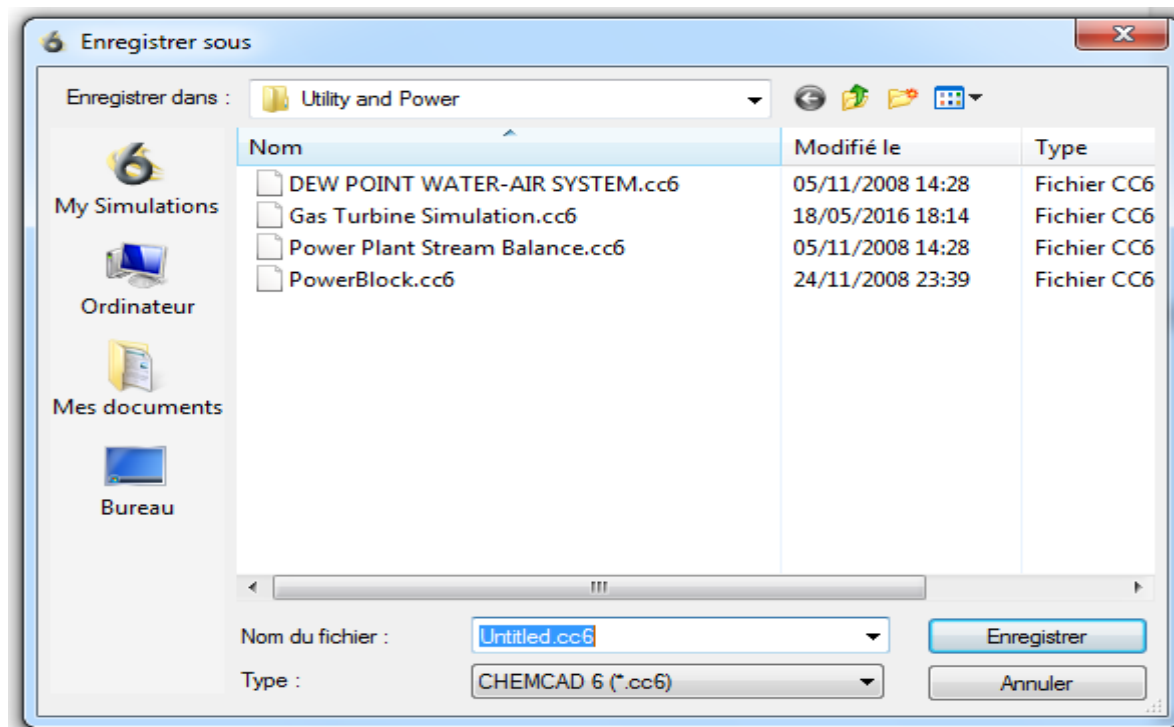 Enregistrer sous
Enregistrer dans : Utility and Power
Nom Modifié le Type
DEW POINT WATER-AIR SYSTEM.cc6 05/11/2008 14:28 Fichier CC6
Gas Turbine Simulation.cc6 18/05/2016 18:14 Fichier CC6
Power Plant Stream Balance.cc6 05/11/2008 14:28 Fichier CC6
PowerBlock.cc6 24/11/2008 23:39 Fichier CC6
6
My Simulations
Ordinateur
Mes documents
Bureau
Nom du fichier : Untitled.cc6 Enregistrer
Type : CHEMCAD 6 (*.cc6) Annuler